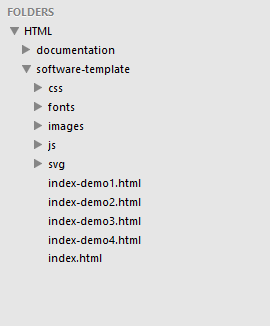 FOLDERS
HTML
documentation
software-template
css
fonts
images
js
svg
index-demo1.html
index-demo2.html
index-demo3.html
index-demo4.html
index.html